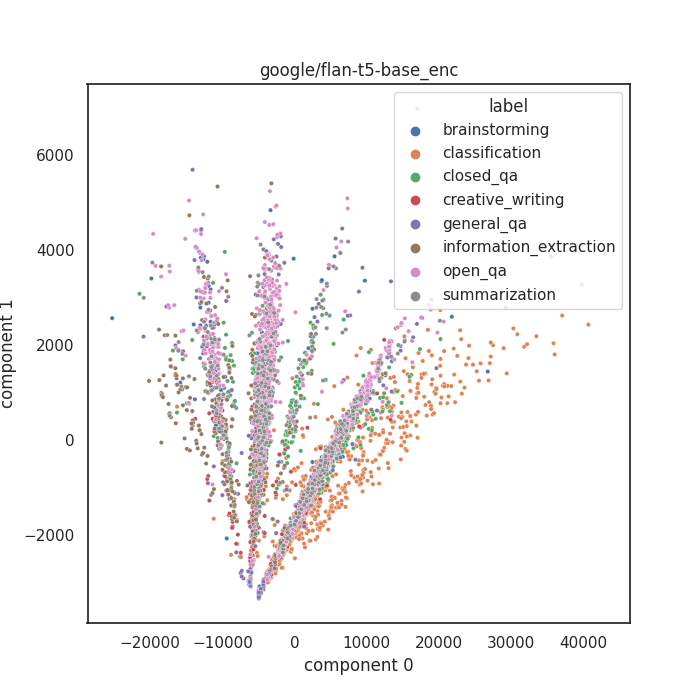 google/flan-t5-base_enc
label
brainstorming
classification
closed_qa
creative_writing
general_qa
information_extraction
open_qa
summarization
6000
4000
2000
0
−2000
component 1
−20000 −10000 0 10000 20000 30000 40000
component 0